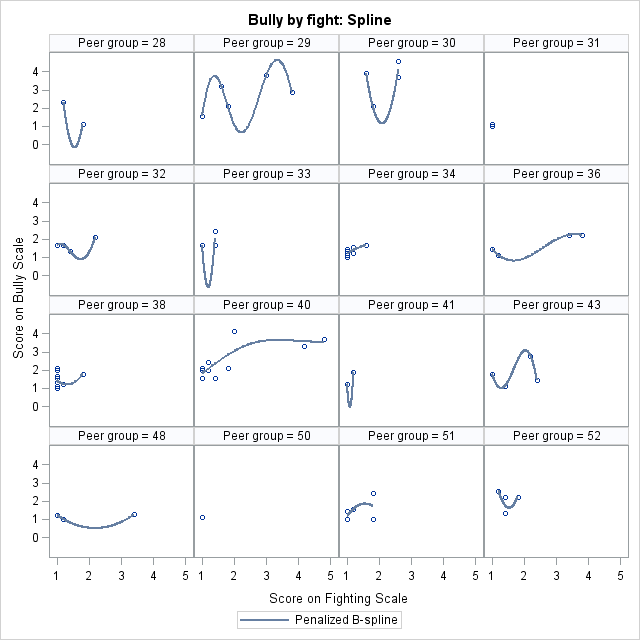 Bully by fight: Spline
Peer group = 28 Peer group = 29 Peer group = 30 Peer group = 31
4
3
2
1
0
Peer group = 32 Peer group = 33 Peer group = 34 Peer group = 36
4
3
2
1
0
Score on Bully Scale
Peer group = 38 Peer group = 40 Peer group = 41 Peer group = 43
4
3
2
1
0
Peer group = 48 Peer group = 50 Peer group = 51 Peer group = 52
4
3
2
1
0
1 2 3 4 5 1 2 3 4 5 1 2 3 4 5 1 2 3 4 5
Score on Fighting Scale
Penalized B-spline